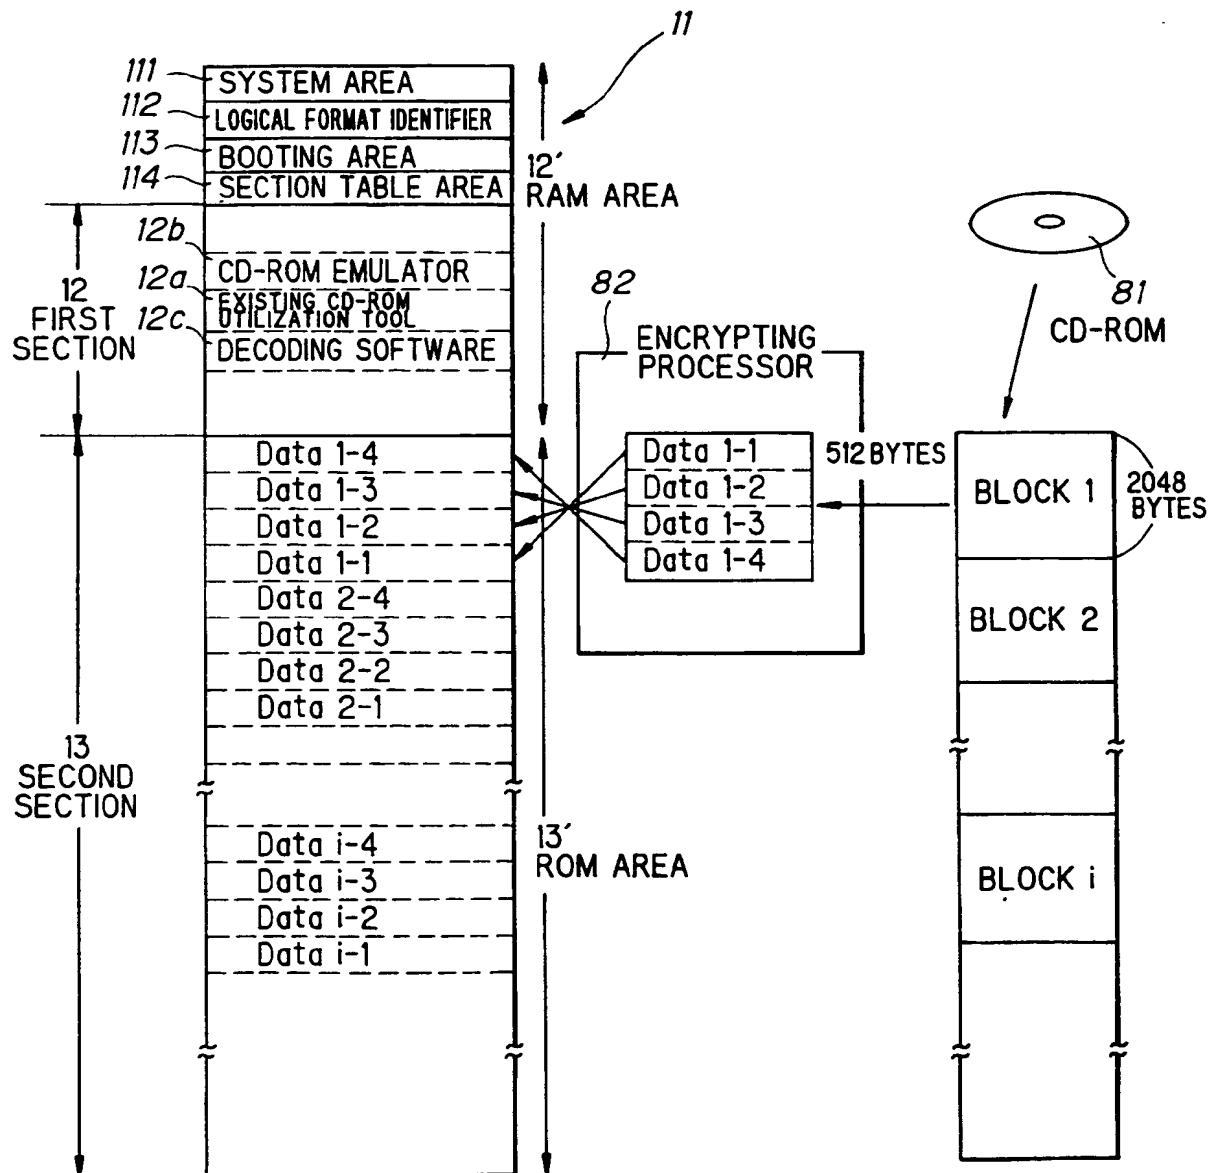 11
111
SYSTEM AREA
112
LOGICAL FORMAT IDENTIFIER
113
BOOTING AREA
114
SECTION TABLE AREA
12'
RAM AREA
12
FIRST
SECTION
12b
CD-ROM EMULATOR
12a
EXISTING CD-ROM
UTILIZATION TOOL
12c
DECODING SOFTWARE
82
ENCRYPTING
PROCESSOR
81
CD-ROM
Data 1-4
Data 1-3
Data 1-2
Data 1-1
Data 2-4
Data 2-3
Data 2-2
Data 2-1
Data 1-1
Data 1-2
Data 1-3
Data 1-4
512 BYTES
BLOCK 1
2048
BYTES
BLOCK 2
13
SECOND
SECTION
13'
ROM AREA
Data i-4
Data i-3
Data i-2
Data i-1
BLOCK i